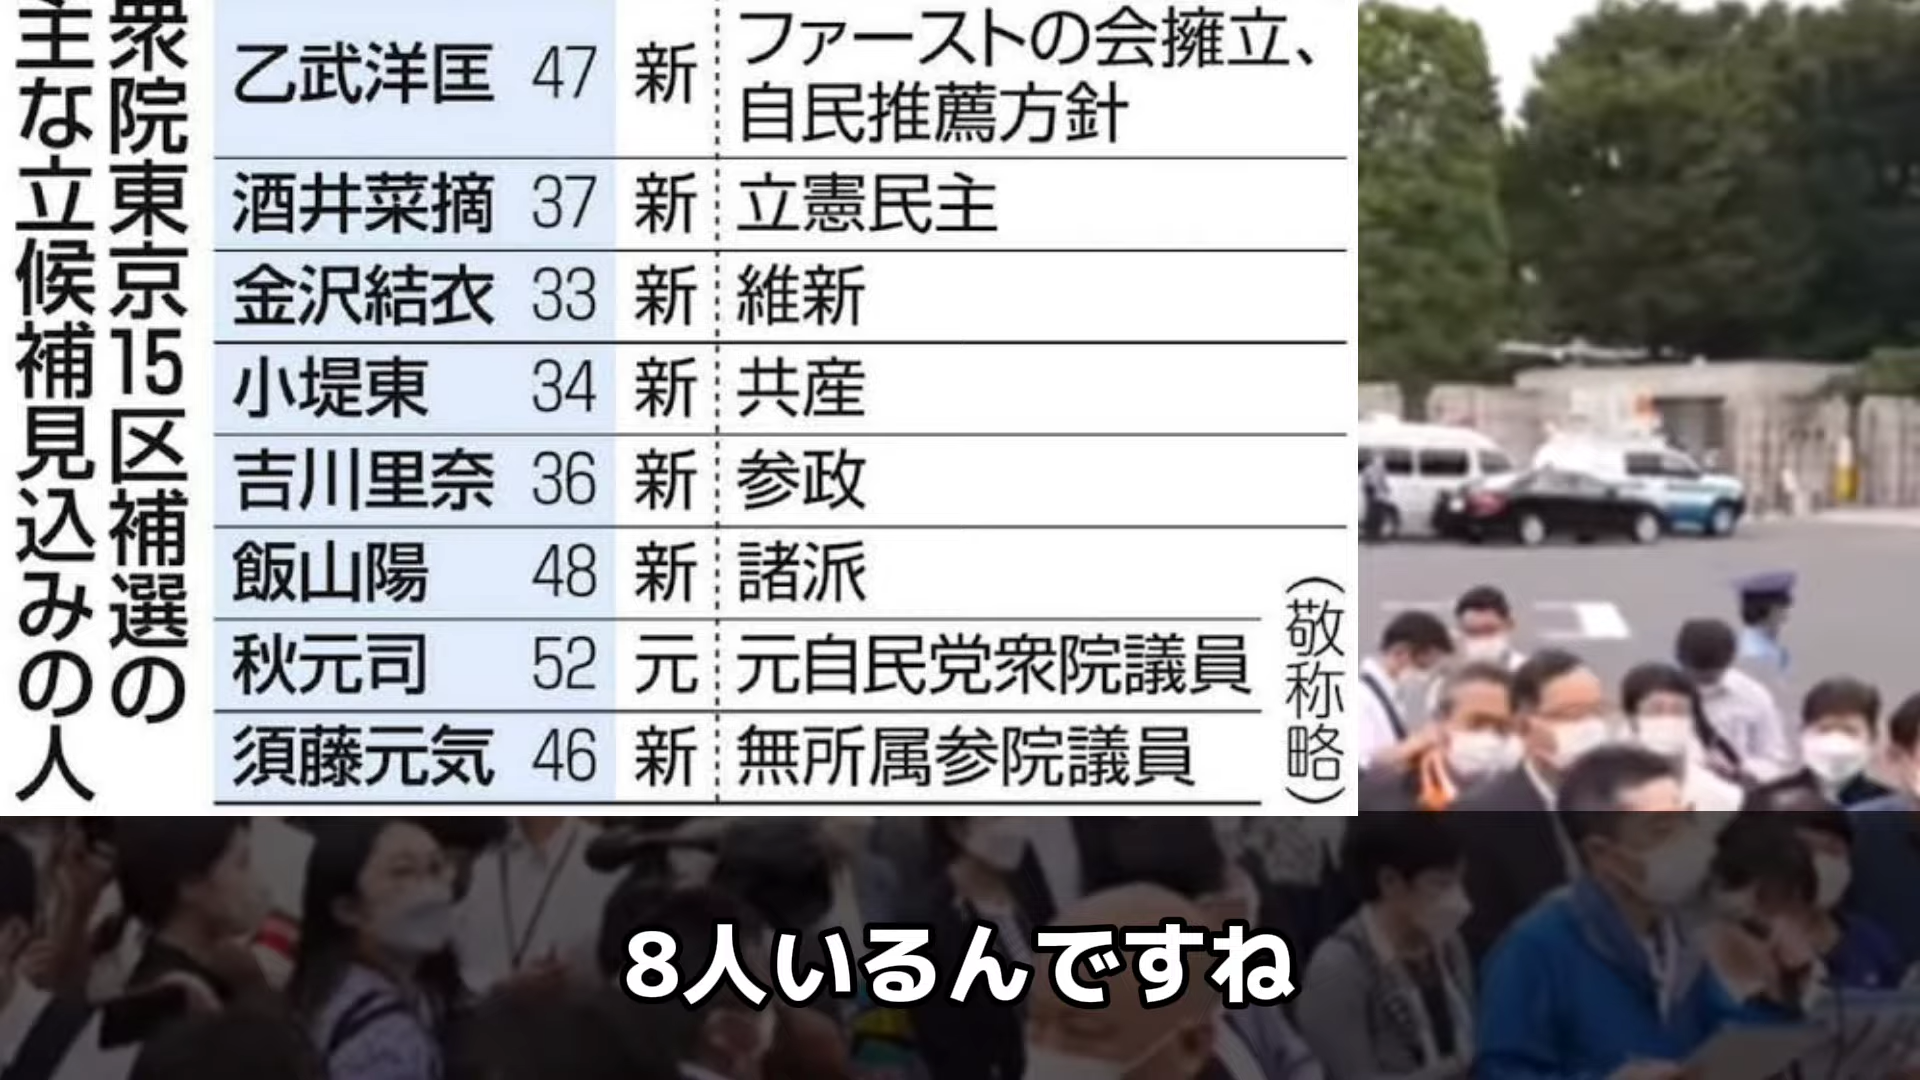 衆院東京15区補選の
主な立候補見込みの人
乙武洋匡 47 新 ファーストの会擁立、
自民推薦方針
酒井菜摘 37 新 立憲民主
金沢結衣 33 新 維新
小堤東 34 新 共産
吉川里奈 36 新 参政
飯山陽 48 新 諸派
秋元司 52 元 元自民党衆院議員
須藤元気 46 新 無所属参院議員
(敬称略)
8人いるんですね